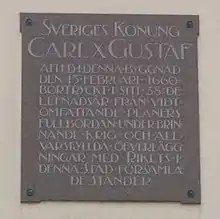 SVERIGES KONUNG
CARL X GUSTAF
AFLED I DENNA BYGGNAD
DEN 13 FEBRUARI 1660
BORTRYCKT I SITT 38: DE
LEFNADSÅR FRÅN VIDT-
OMFATTANDE PLANERS
FULLBORDAN UNDER BRIN
NANDE KRIG OCH ALL
VARSFYLLDA ÖFVERLÄGG
NINGAR MED RIKETS I
DENNA STAD FÖRSAMLA
DE STÄNDER